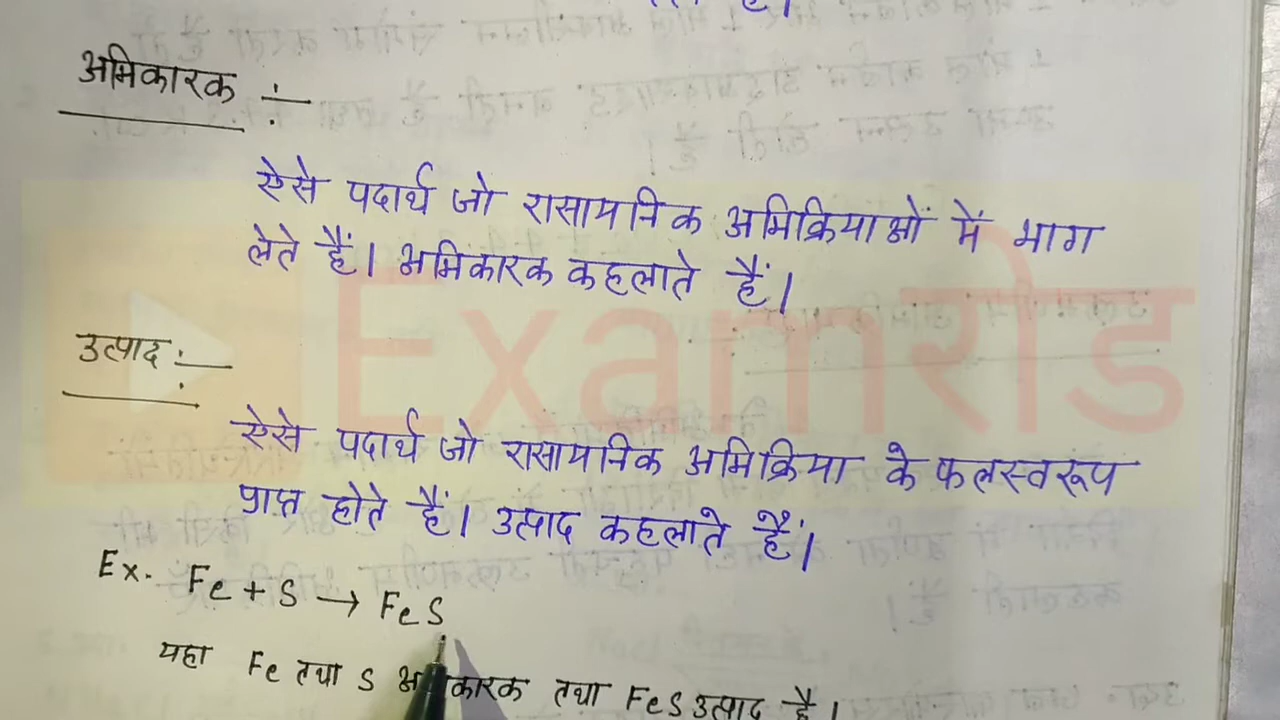 है।
अभिकारक :-
ऐसे पदार्थ जो रासायनिक अभिक्रियाओं में भाग
लेते हैं। अभिकारक कहलाते हैं।
Examरीड
उत्पाद :-
ऐसे पदार्थ जो रासायनिक अभिक्रिया के फलस्वरूप
प्राप्त होते हैं। उत्पाद कहलाते हैं।
Ex. Fe + S → FeS
यहा Fe तथा S अभिकारक तथा FeS उत्पाद है।